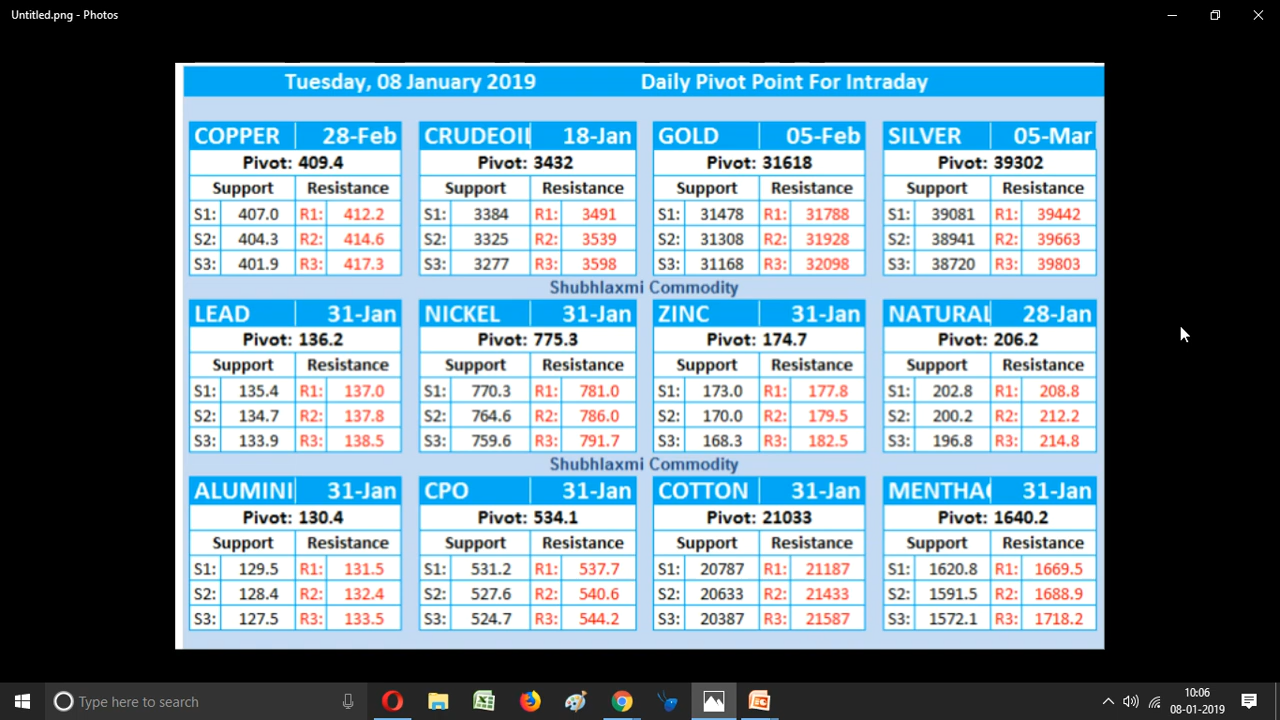 Untitled.png - Photos
Tuesday, 08 January 2019 Daily Pivot Point For Intraday
COPPER 28-Feb CRUDEOIL 18-Jan GOLD 05-Feb SILVER 05-Mar
Pivot: 409.4 Pivot: 3432 Pivot: 31618 Pivot: 39302
Support Resistance Support Resistance Support Resistance Support Resistance
S1: 407.0 R1: 412.2 S1: 3384 R1: 3491 S1: 31478 R1: 31788 S1: 39081 R1: 39442
S2: 404.3 R2: 414.6 S2: 3325 R2: 3539 S2: 31308 R2: 31928 S2: 38941 R2: 39663
S3: 401.9 R3: 417.3 S3: 3277 R3: 3598 S3: 31168 R3: 32098 S3: 38720 R3: 39803
Shubhlaxmi Commodity
LEAD 31-Jan NICKEL 31-Jan ZINC 31-Jan NATURAL 28-Jan
Pivot: 136.2 Pivot: 775.3 Pivot: 174.7 Pivot: 206.2
Support Resistance Support Resistance Support Resistance Support Resistance
S1: 135.4 R1: 137.0 S1: 770.3 R1: 781.0 S1: 173.0 R1: 177.8 S1: 202.8 R1: 208.8
S2: 134.7 R2: 137.8 S2: 764.6 R2: 786.0 S2: 170.0 R2: 179.5 S2: 200.2 R2: 212.2
S3: 133.9 R3: 138.5 S3: 759.6 R3: 791.7 S3: 168.3 R3: 182.5 S3: 196.8 R3: 214.8
Shubhlaxmi Commodity
ALUMINI 31-Jan CPO 31-Jan COTTON 31-Jan MENTHAO 31-Jan
Pivot: 130.4 Pivot: 534.1 Pivot: 21033 Pivot: 1640.2
Support Resistance Support Resistance Support Resistance Support Resistance
S1: 129.5 R1: 131.5 S1: 531.2 R1: 537.7 S1: 20787 R1: 21187 S1: 1620.8 R1: 1669.5
S2: 128.4 R2: 132.4 S2: 527.6 R2: 540.6 S2: 20633 R2: 21433 S2: 1591.5 R2: 1688.9
S3: 127.5 R3: 133.5 S3: 524.7 R3: 544.2 S3: 20387 R3: 21587 S3: 1572.1 R3: 1718.2
Type here to search
10:06
08-01-2019